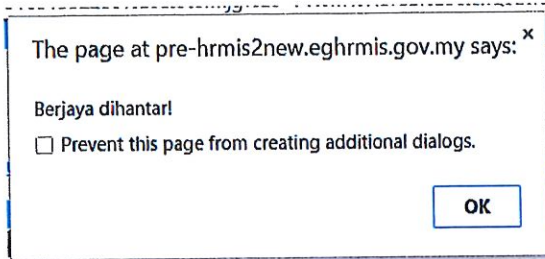 The page at pre-hrmis2new.eghrmis.gov.my says: ×
Berjaya dihantar!
Prevent this page from creating additional dialogs.
OK